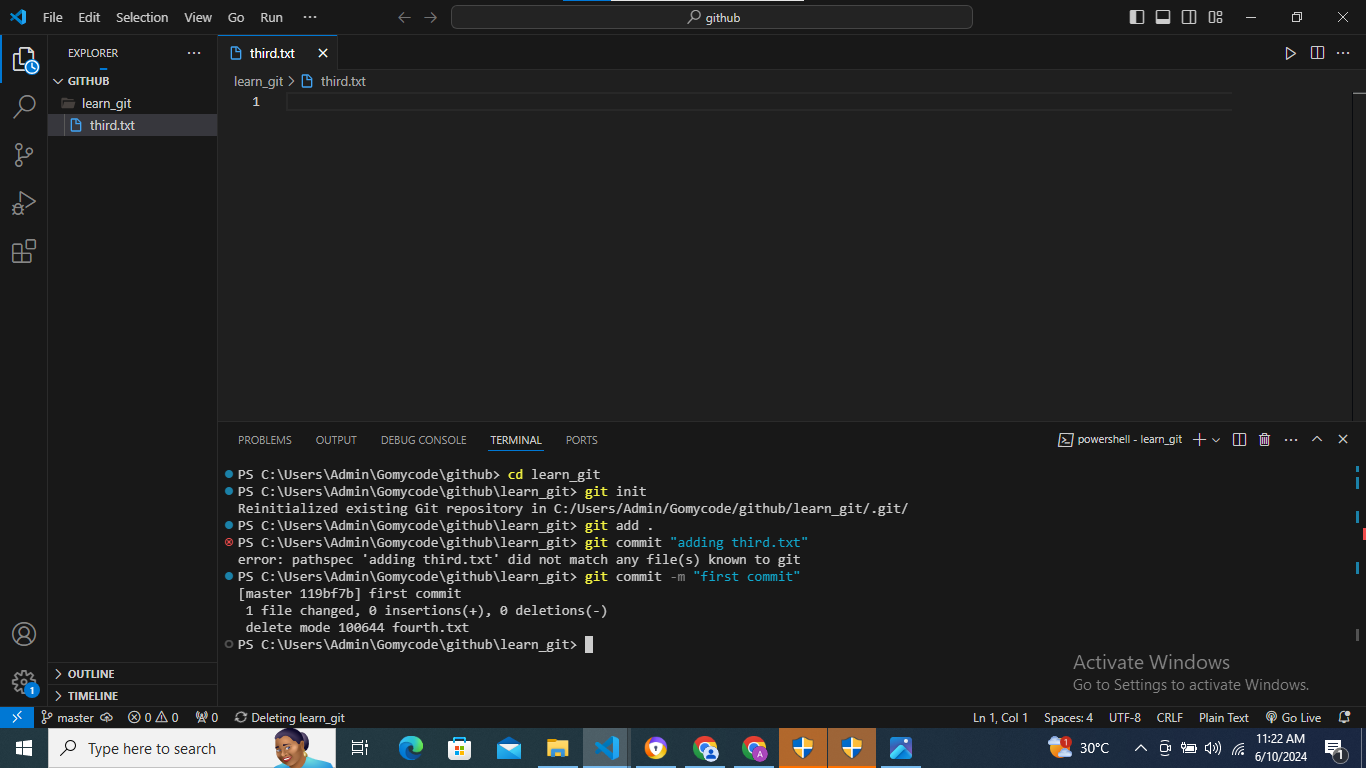 File Edit Selection View Go Run ··· github
EXPLORER ···
GITHUB
learn_git
third.txt
third.txt
learn_git > third.txt
1
PROBLEMS OUTPUT DEBUG CONSOLE TERMINAL PORTS
powershell - learn_git
PS C:\Users\Admin\Gomycode\github> cd learn_git
PS C:\Users\Admin\Gomycode\github\learn_git> git init
Reinitialized existing Git repository in C:/Users/Admin/Gomycode/github/learn_git/.git/
PS C:\Users\Admin\Gomycode\github\learn_git> git add .
PS C:\Users\Admin\Gomycode\github\learn_git> git commit "adding third.txt"
error: pathspec 'adding third.txt' did not match any file(s) known to git
PS C:\Users\Admin\Gomycode\github\learn_git> git commit -m "first commit"
[master 119bf7b] first commit
1 file changed, 0 insertions(+), 0 deletions(-)
delete mode 100644 fourth.txt
PS C:\Users\Admin\Gomycode\github\learn_git>
Activate Windows
Go to Settings to activate Windows.
1
OUTLINE
TIMELINE
master 0 0 0 Deleting learn_git Ln 1, Col 1 Spaces: 4 UTF-8 CRLF Plain Text Go Live
Type here to search
A
1
30°C
11:22 AM
6/10/2024
1